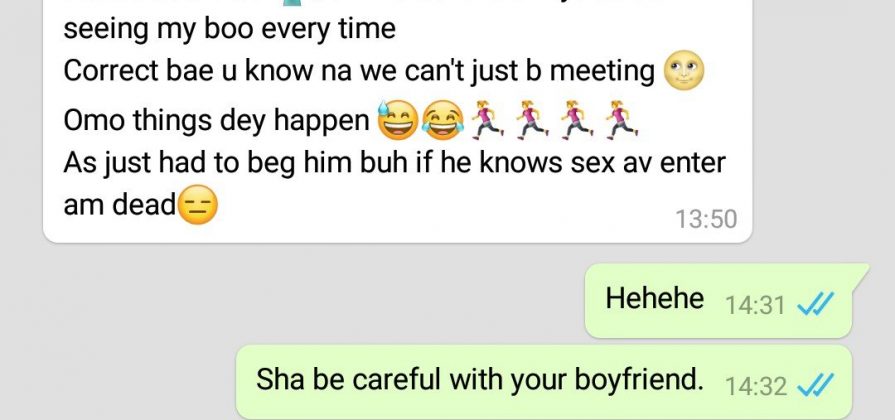 seeing my boo every time
Correct bae u know na we can't just b meeting 🌝
Omo things dey happen 😅😂🏃‍♀️🏃‍♀️🏃‍♀️🏃‍♀️
As just had to beg him buh if he knows sex av enter
am dead😑
13:50
Hehehe 14:31
Sha be careful with your boyfriend. 14:32